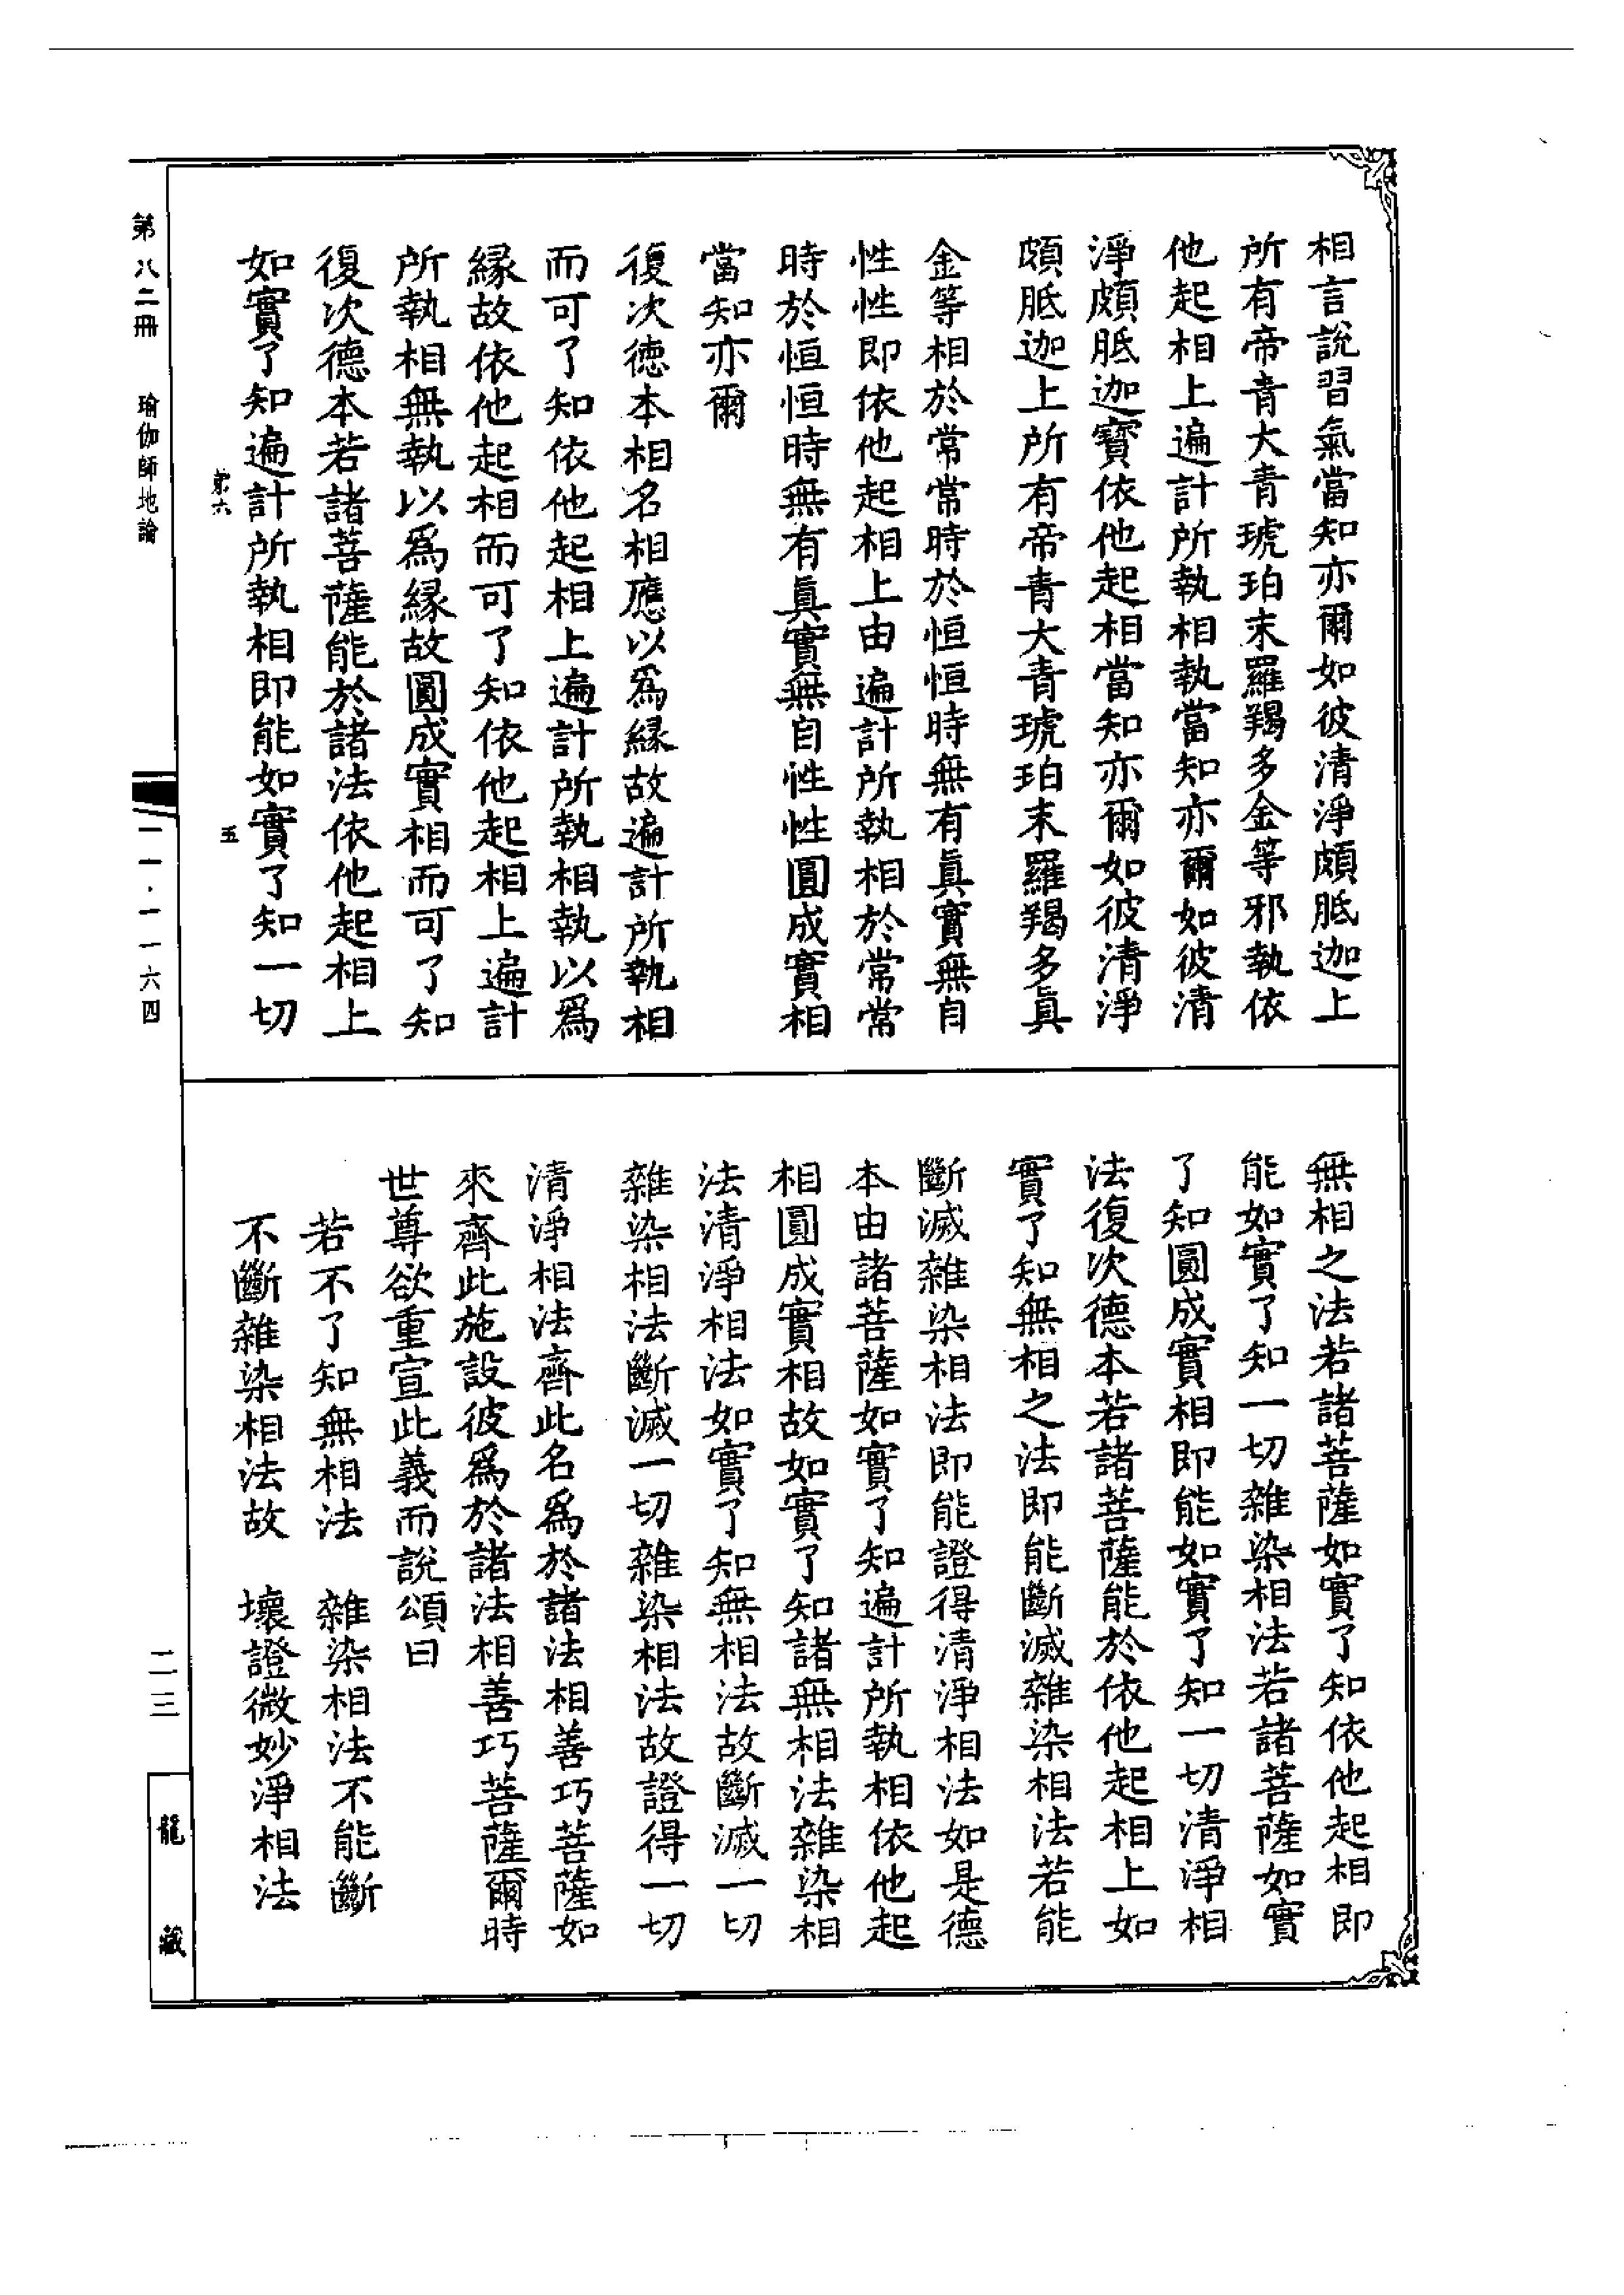 相言說習氣當知亦爾如彼清淨頗胝迦上
所有帝青大青琥珀末羅羯多金等邪執依
他起相上遍計所執相執當知亦爾如彼清
淨頗胝迦寶依他起相當知亦爾如彼清淨
頗胝迦上所有帝青大青琥珀末羅羯多真
金等相於常常時於恒恒時無有真實無自
性性即依他起相上由遍計所執相於常常
時於恒恒時無有真實無自性性圓成實相
當知亦爾
復次德本相名相應以為緣故遍計所執相
而可了知依他起相上遍計所執相執以為
緣故依他起相而可了知依他起相上遍計
所執相無執以為緣故圓成實相而可了知
復次德本若諸菩薩能於諸法依他起相上
如實了知遍計所執相即能如實了知一切
第六 五
第八二冊 瑜伽師地論 一一·一一六四
無相之法若諸菩薩如實了知依他起相即
能如實了知一切雜染相法若諸菩薩如實
了知圓成實相即能如實了知一切清淨相
法復次德本若諸菩薩能於依他起相上如
實了知無相之法即能斷滅雜染相法若能
斷滅雜染相法即能證得清淨相法如是德
本由諸菩薩如實了知遍計所執相依他起
相圓成實相故如實了知諸無相法雜染相
法清淨相法如實了知無相法故斷滅一切
雜染相法斷滅一切雜染相法故證得一切
清淨相法齊此名為於諸法相善巧菩薩如
來齊此施設彼為於諸法相善巧菩薩爾時
世尊欲重宣此義而說頌曰
若不了知無相法 雜染相法不能斷
不斷雜染相法故 壞證微妙淨相法
二三
龍藏